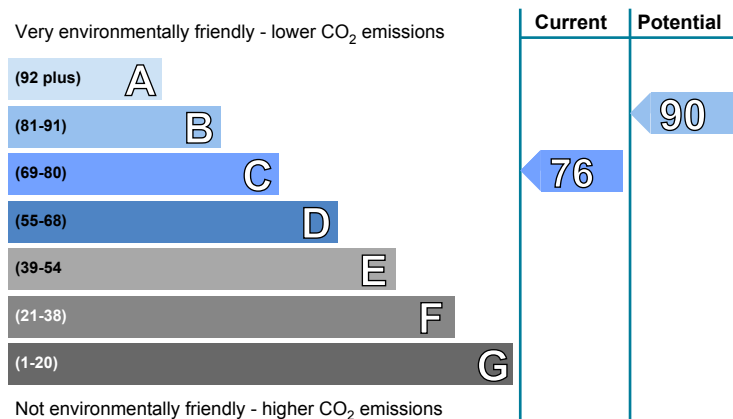 Current Potential
Very environmentally friendly - lower CO₂ emissions
(92 plus) A
(81-91) B 90
(69-80) C 76
(55-68) D
(39-54 E
(21-38) F
(1-20) G
Not environmentally friendly - higher CO₂ emissions